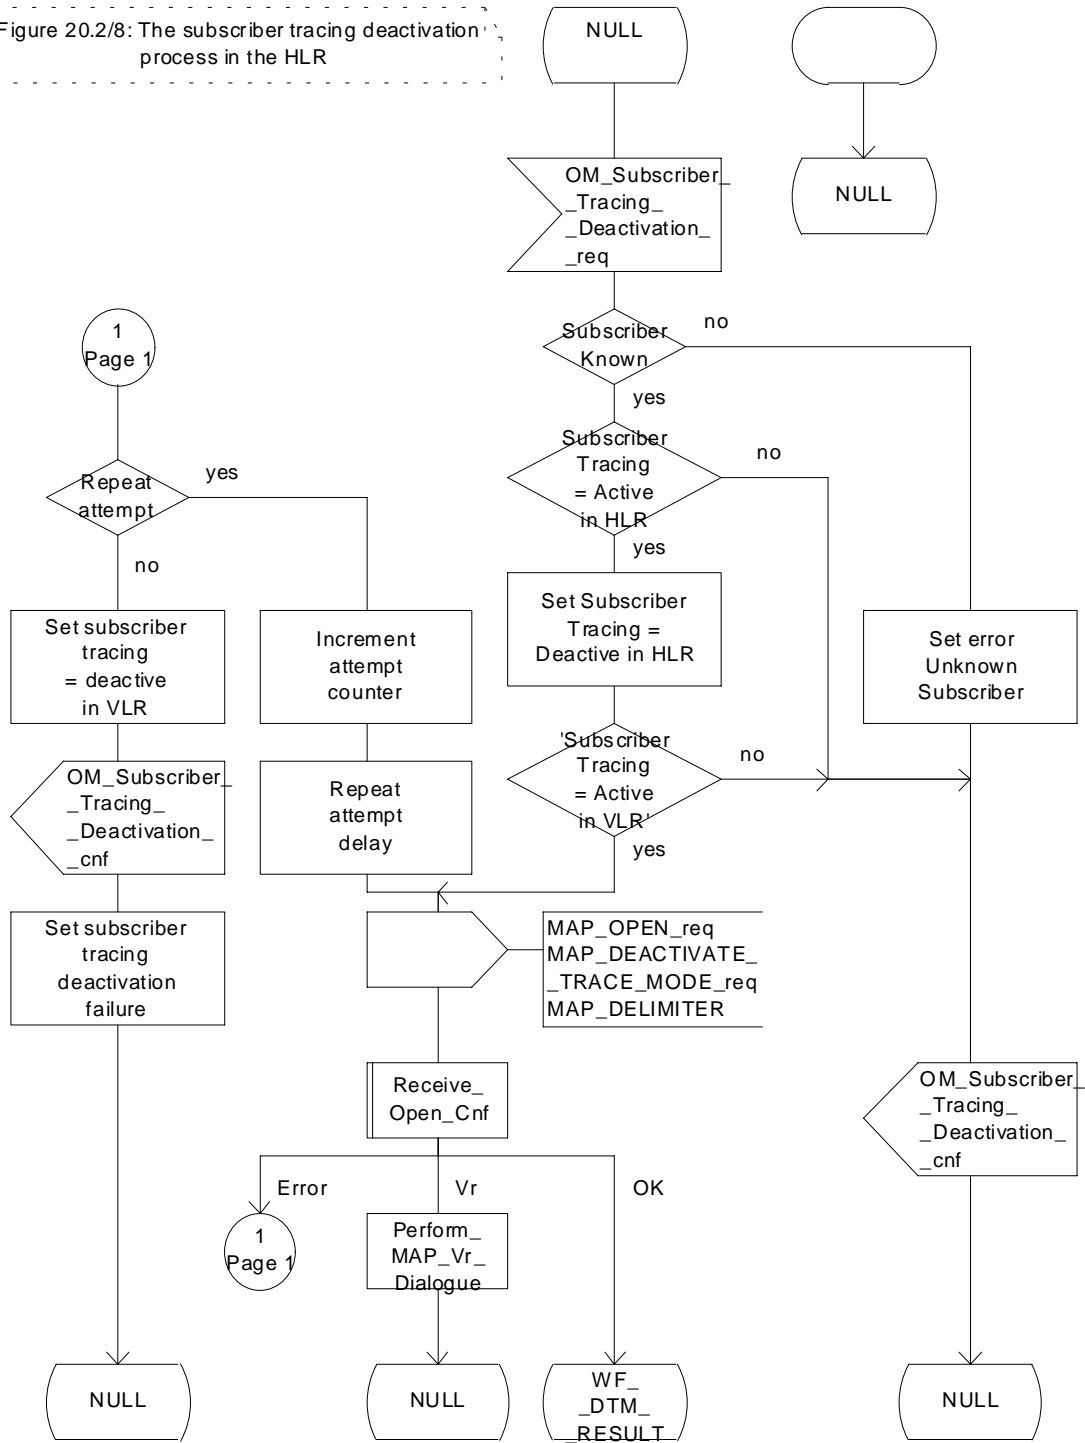 Figure 20.2/8: The subscriber tracing deactivation
process in the HLR
NULL
NULL
OM_Subscriber_
_Tracing_
_Deactivation_
_req
Subscriber
Known
no
yes
1
Page 1
Subscriber
Tracing
= Active
in HLR
no
yes
Repeat
attempt
yes
no
Set Subscriber
Tracing =
Deactive in HLR
Set subscriber
tracing
= deactive
in VLR
Increment
attempt
counter
Set error
Unknown
Subscriber
'Subscriber
Tracing
= Active
in VLR'
no
yes
OM_Subscriber_
_Tracing_
_Deactivation_
_cnf
Repeat
attempt
delay
Set subscriber
tracing
deactivation
failure
MAP_OPEN_req
MAP_DEACTIVATE_
_TRACE_MODE_req
MAP_DELIMITER
Receive_
Open_Cnf
OM_Subscriber_
_Tracing_
_Deactivation_
_cnf
Error
Vr
OK
1
Page 1
Perform_
MAP_Vr_
Dialogue
NULL
NULL
WF_
_DTM_
_RESULT
NULL